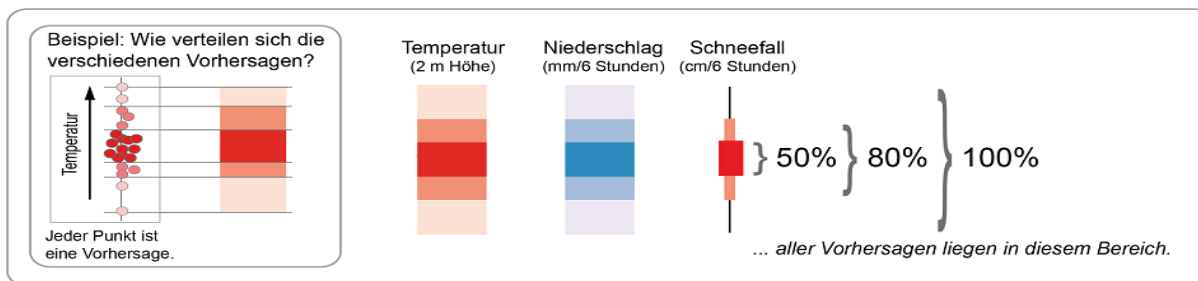 Beispiel: Wie verteilen sich die
verschiedenen Vorhersagen?
Temperatur
Jeder Punkt ist
eine Vorhersage.
Temperatur
(2 m Höhe)
Niederschlag
(mm/6 Stunden)
Schneefall
(cm/6 Stunden)
50%
80%
100%
... aller Vorhersagen liegen in diesem Bereich.